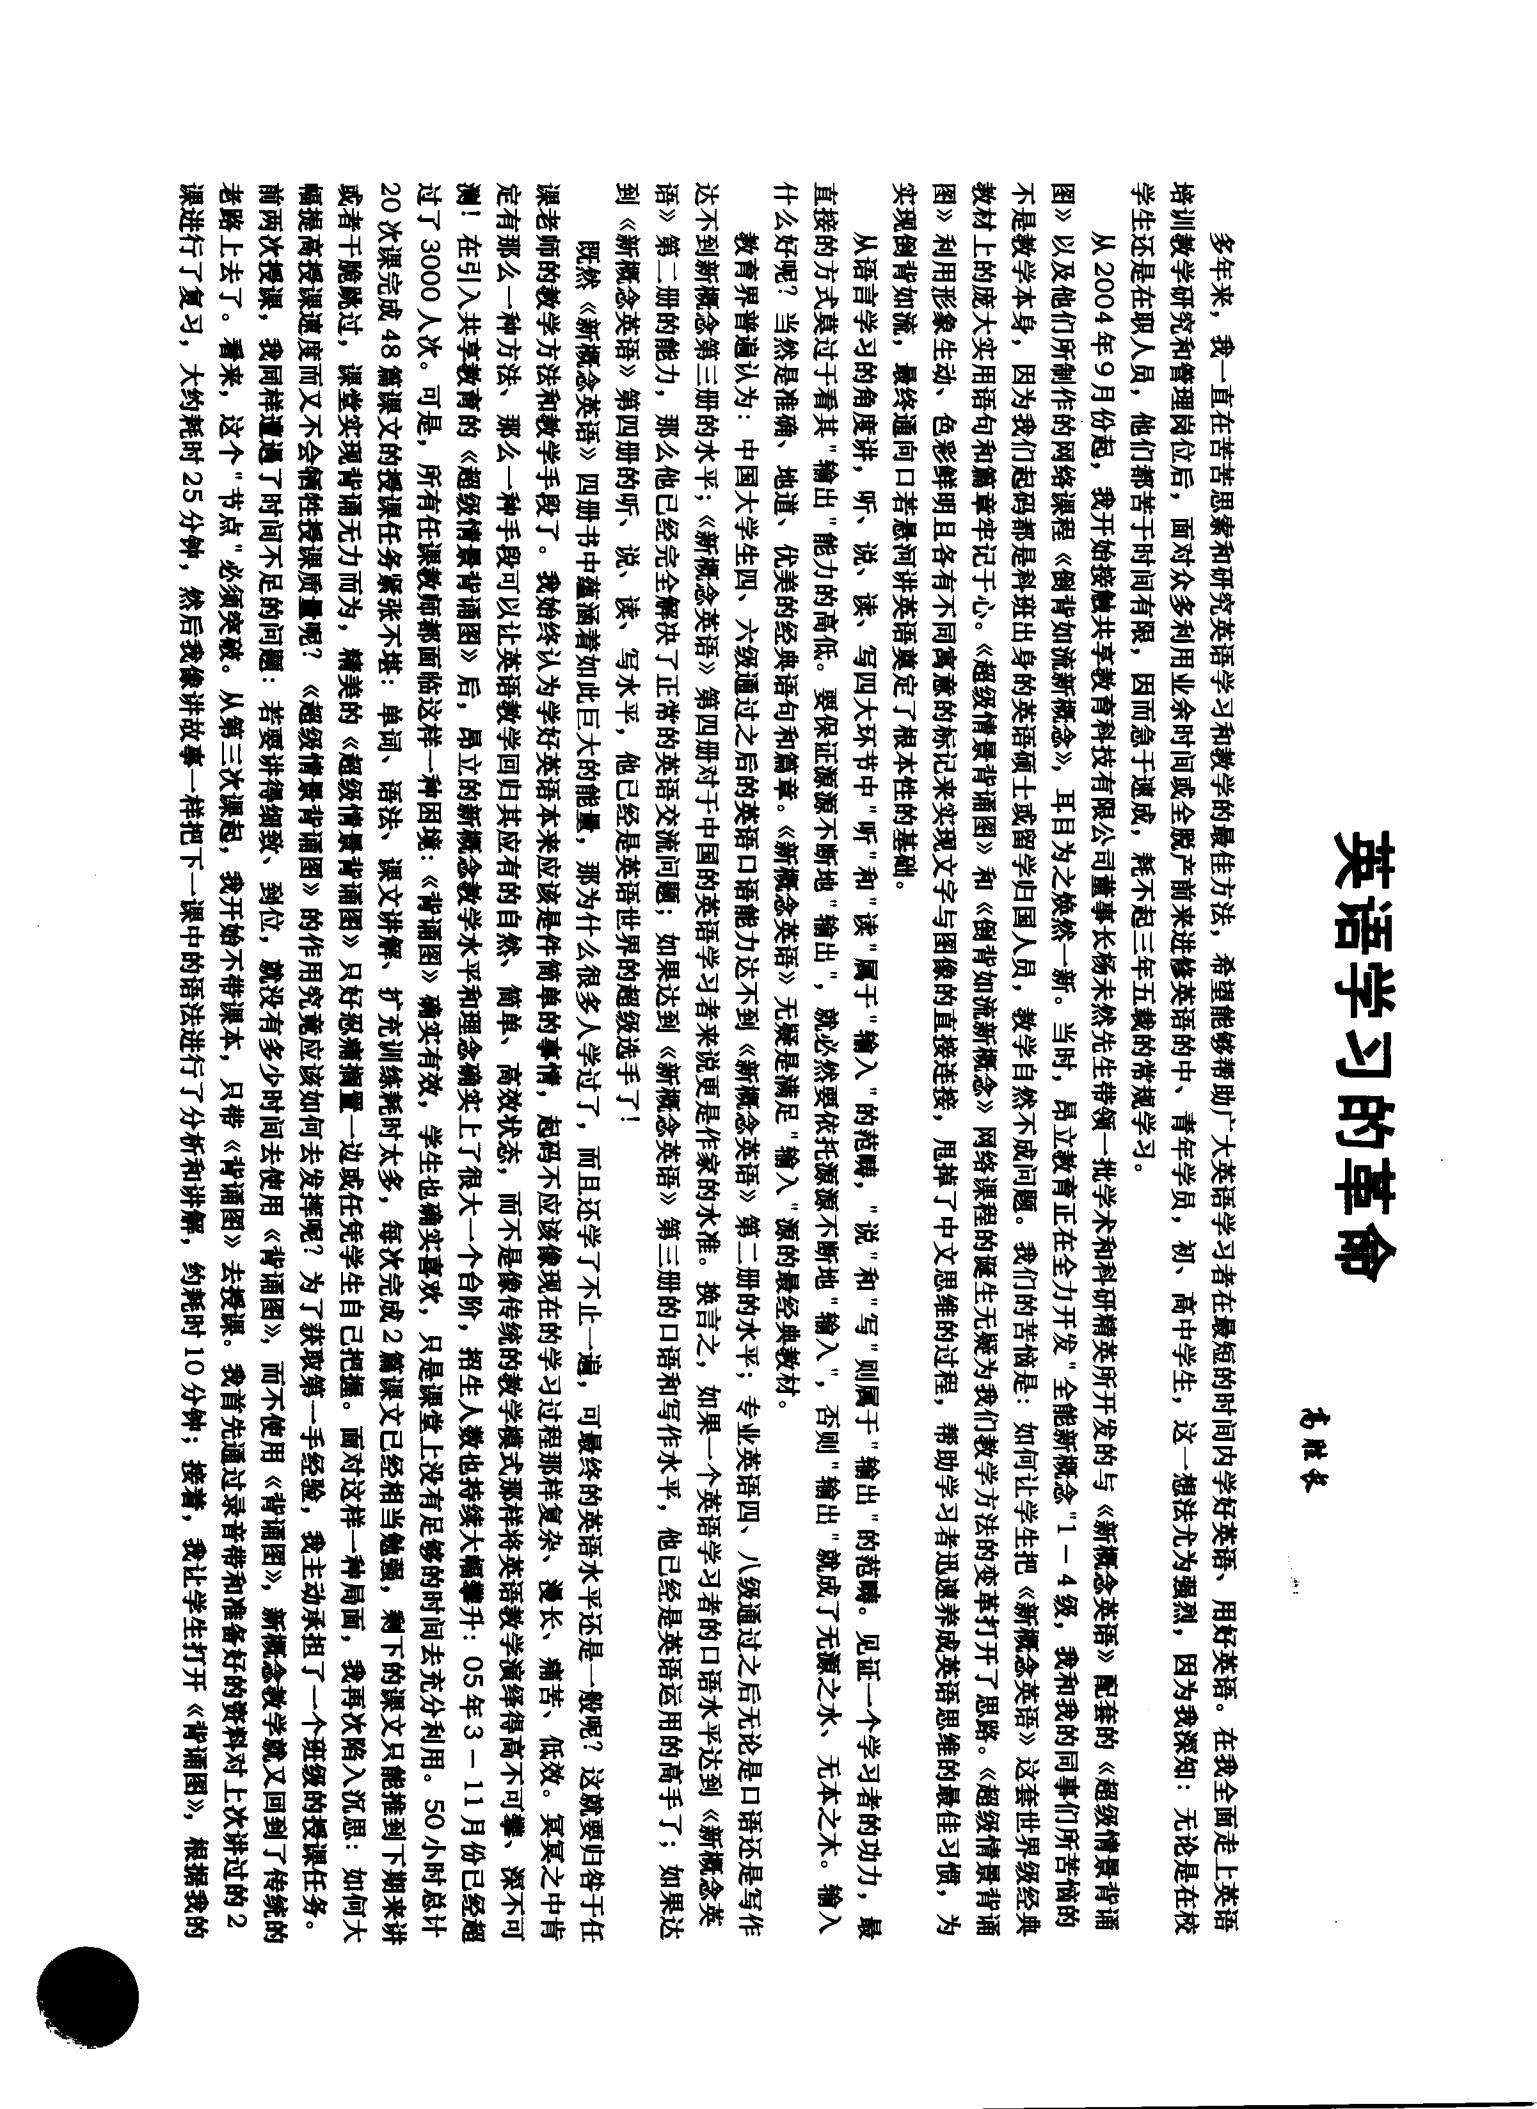 英语学习的革命
高胜
多年来，我一直在苦苦思索和研究英语学习和教学的最佳方法，希望能够帮助广大英语学习者在最短的时间内学好英语、用好英语。在我全面走上英语
培训教学研究和管理岗位后，面对众多利用业余时间或全脱产前来进修英语的中、青年学员，初、高中学生，这一想法尤为强烈，因为我深知：无论是在校
学生还是在职人员，他们都苦于时间有限，因而急于速成，耗不起三年五载的常规学习。
从2004年9月份起，我开始接触共享教育科技有限公司董事长杨未然先生带领一批学术和科研精英所开发的与《新概念英语》配套的《超级情景背诵
图》以及他们所制作的网络课程《倒背如流新概念》，耳目为之焕然一新。当时，昂立教育正在全力开发"全能新概念"1－4级，我和我的同事们所苦恼的
不是教学本身，因为我们起码都是科班出身的英语硕士或留学归国人员，教学自然不成问题。我们的苦恼是：如何让学生把《新概念英语》这套世界级经典
教材上的庞大实用语句和篇章牢记于心。《超级情景背诵图》和《倒背如流新概念》网络课程的诞生无疑为我们教学方法的变革打开了思路。《超级情景背诵
图》利用形象生动、色彩鲜明且各有不同寓意的标记来实现文字与图像的直接连接，甩掉了中文思维的过程，帮助学习者迅速养成英语思维的最佳习惯，为
实现倒背如流，最终通向口若悬河讲英语奠定了根本性的基础。
从语言学习的角度讲，听、说、读、写四大环节中"听"和"读"属于"输入"的范畴，"说"和"写"则属于"输出"的范畴。见证一个学习者的功力，最
直接的方式莫过于看其"输出"能力的高低。要保证源源不断地"输出"，就必然要依托源源不断地"输入"，否则"输出"就成了无源之水、无本之木。输入
什么好呢？当然是准确、地道、优美的经典语句和篇章。《新概念英语》无疑是满足"输入"源的最经典教材。
教育界普遍认为：中国大学生四、六级通过之后的英语口语能力达不到《新概念英语》第二册的水平；专业英语四、八级通过之后无论是口语还是写作
达不到新概念第三册的水平；《新概念英语》第四册对于中国的英语学习者来说更是作家的水准。换言之，如果一个英语学习者的口语水平达到《新概念英
语》第二册的能力，那么他已经完全解决了正常的英语交流问题；如果达到《新概念英语》第三册的口语和写作水平，他已经是英语运用的高手了；如果达
到《新概念英语》第四册的听、说、读、写水平，他已经是英语世界的超级选手了！
既然《新概念英语》四册书中蕴涵着如此巨大的能量，那为什么很多人学过了，而且还学了不止一遍，可最终的英语水平还是一般呢？这就要归咎于任
课老师的教学方法和教学手段了。我始终认为学好英语本来应该是件简单的事情，起码不应该像现在的学习过程那样复杂、漫长、痛苦、低效。冥冥之中肯
定有那么一种方法、那么一种手段可以让英语教学回归其应有的自然、简单、高效状态，而不是像传统的教学模式那样将英语教学演绎得高不可攀、深不可
测！在引入共享教育的《超级情景背诵图》后，昂立的新概念教学水平和理念确实上了很大一个台阶，招生人数也持续大幅攀升：05年3－11月份已经超
过了3000人次。可是，所有任课教师都面临这样一种困境：《背诵图》确实有效，学生也确实喜欢，只是课堂上没有足够的时间去充分利用。50小时总计
20次课完成48篇课文的授课任务紧张不堪：单词、语法、课文讲解、扩充训练耗时太多，每次完成2篇课文已经相当勉强，剩下的课文只能推到下期来讲
或者干脆跳过，课堂实现背诵无力而为，精美的《超级情景背诵图》只好忍痛搁置一边或任凭学生自己把握。面对这样一种局面，我再次陷入沉思：如何大
幅提高授课速度而又不会牺牲授课质量呢？《超级情景背诵图》的作用究竟应该如何去发挥呢？为了获取第一手经验，我主动承担了一个班级的授课任务。
前两次授课，我同样遭遇了时间不足的问题：若要讲得细致、到位，就没有多少时间去使用《背诵图》，而不使用《背诵图》，新概念教学就又回到了传统的
老路上去了。看来，这个"节点"必须突破。从第三次课起，我开始不带课本，只带《背诵图》去授课。我首先通过录音带和准备好的资料对上次讲过的2
课进行了复习，大约耗时25分钟，然后我像讲故事一样把下一课中的语法进行了分析和讲解，约耗时10分钟；接着，我让学生打开《背诵图》，根据我的